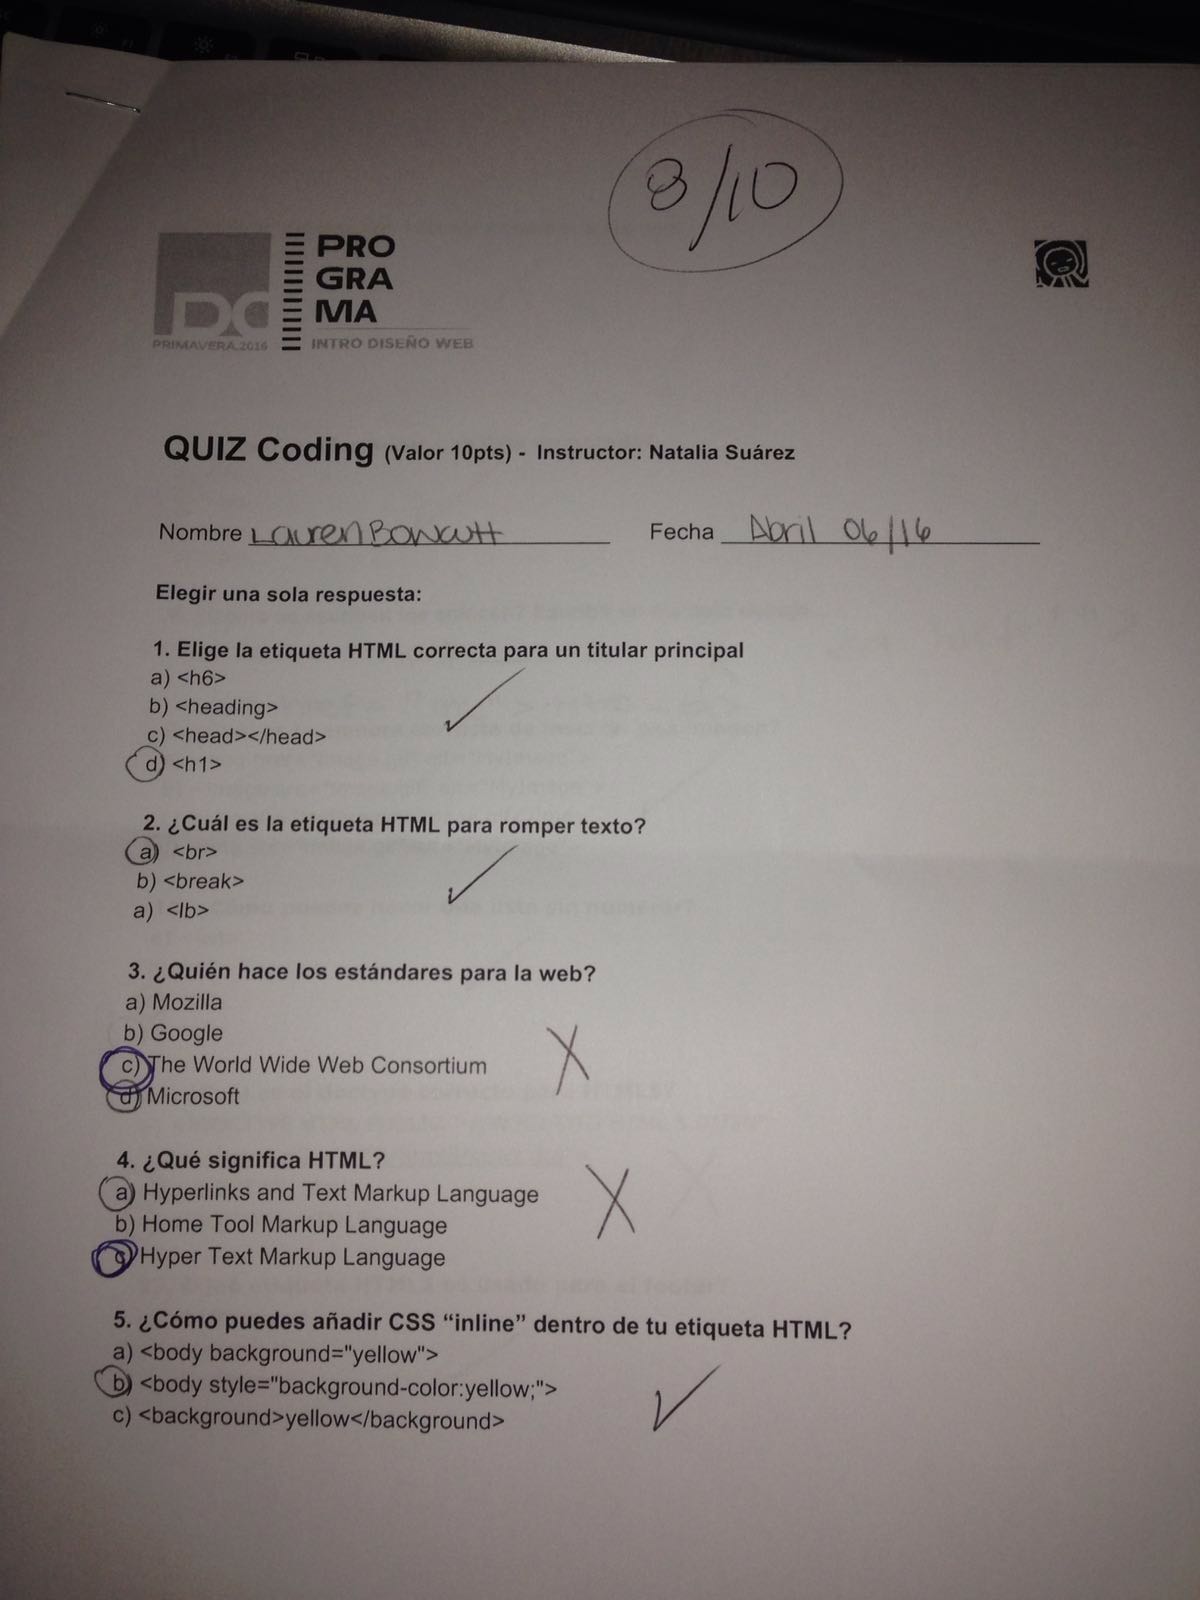 8/10
PRO
GRA
MA
DC
PRIMAVERA.2016
INTRO DISEÑO WEB
QUIZ Coding (Valor 10pts) - Instructor: Natalia Suárez
Nombre Lauren Bowcutt Fecha Abril 06/16
Elegir una sola respuesta:
1. Elige la etiqueta HTML correcta para un titular principal
a) <h6>
b) <heading>
c) <head></head>
d) <h1>
2. ¿Cuál es la etiqueta HTML para romper texto?
a) <br>
b) <break>
a) <lb>
3. ¿Quién hace los estándares para la web?
a) Mozilla
b) Google
c) The World Wide Web Consortium
d) Microsoft
4. ¿Qué significa HTML?
a) Hyperlinks and Text Markup Language
b) Home Tool Markup Language
c) Hyper Text Markup Language
5. ¿Cómo puedes añadir CSS “inline” dentro de tu etiqueta HTML?
a) <body background="yellow">
b) <body style="background-color:yellow;">
c) <background>yellow</background>